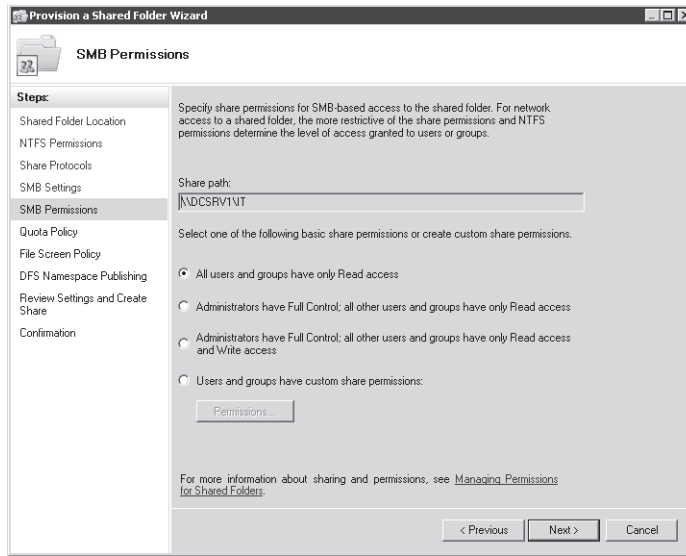 Provision a Shared Folder Wizard
SMB Permissions
Steps:
Shared Folder Location
NTFS Permissions
Share Protocols
SMB Settings
SMB Permissions
Quota Policy
File Screen Policy
DFS Namespace Publishing
Review Settings and Create
Share
Confirmation
Specify share permissions for SMB-based access to the shared folder. For network
access to a shared folder, the more restrictive of the share permissions and NTFS
permissions determine the level of access granted to users or groups.
Share path:
\\DCSRV1\IT
Select one of the following basic share permissions or create custom share permissions.
All users and groups have only Read access
Administrators have Full Control; all other users and groups have only Read access
Administrators have Full Control; all other users and groups have only Read access
and Write access
Users and groups have custom share permissions:
Permissions...
For more information about sharing and permissions, see Managing Permissions
for Shared Folders.
< Previous
Next >
Cancel